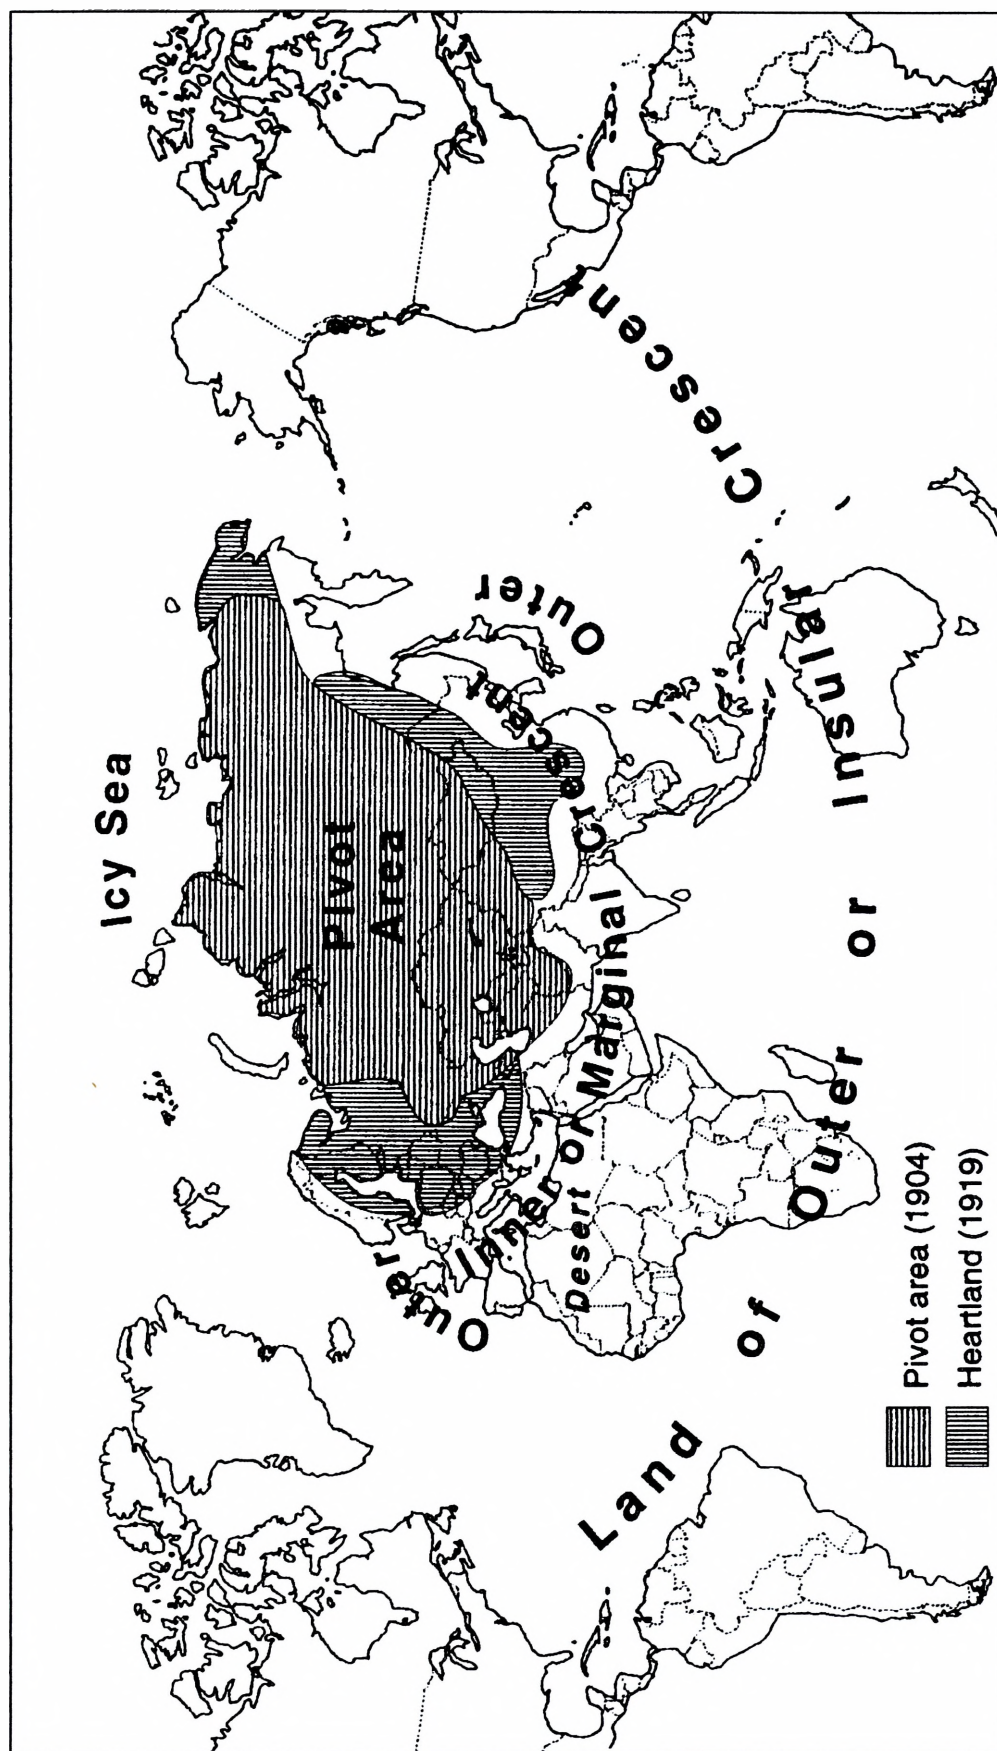 Icy Sea
Pivot
Area
Outer
Outer
Inner or Marginal Crescent
Desert
Land of Outer or Insular Crescent
Pivot area (1904)
Heartland (1919)